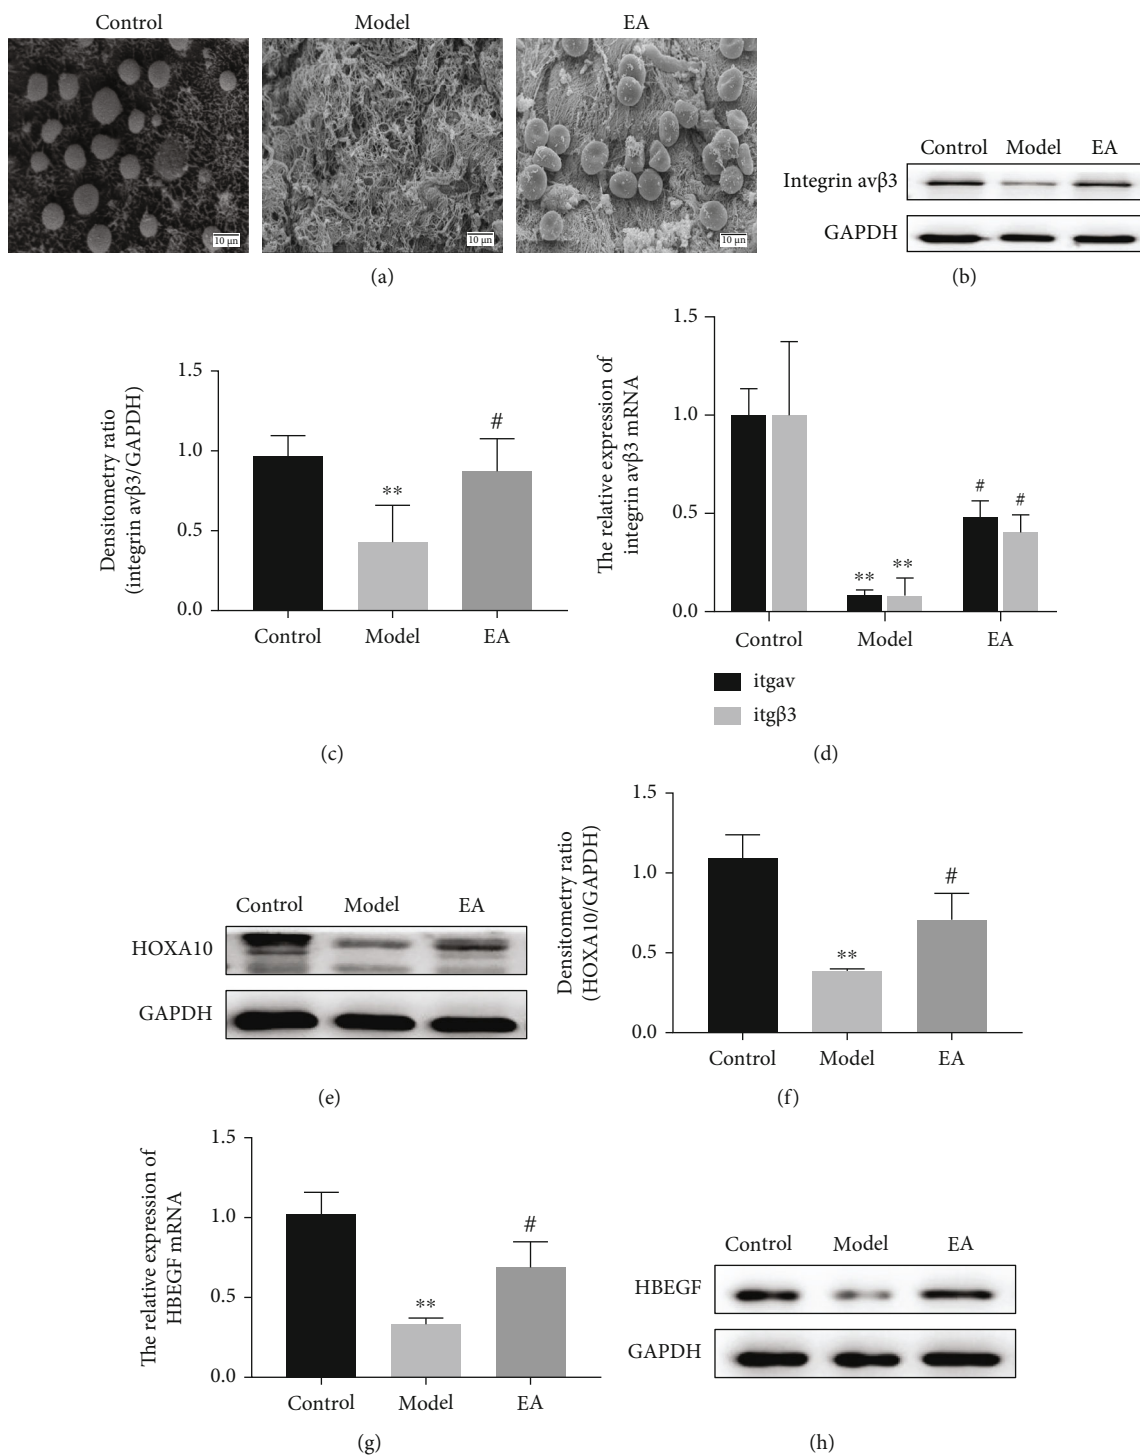 Control Model EA
10 μn 10 μn 10 μn
(a)
Control Model EA
Integrin avβ3
GAPDH
(b)
Densitometry ratio
(integrin avβ3/GAPDH)
1.5
1.0
0.5
0.0
**
#
Control Model EA
(c)
The relative expression of
integrin avβ3 mRNA
1.5
1.0
0.5
0.0
** **
# #
Control Model EA
itgav
itgβ3
(d)
Control Model EA
HOXA10
GAPDH
(e)
Densitometry ratio
(HOXA10/GAPDH)
1.5
1.0
0.5
0.0
**
#
Control Model EA
(f)
The relative expression of
HBEGF mRNA
1.5
1.0
0.5
0.0
**
#
Control Model EA
(g)
Control Model EA
HBEGF
GAPDH
(h)